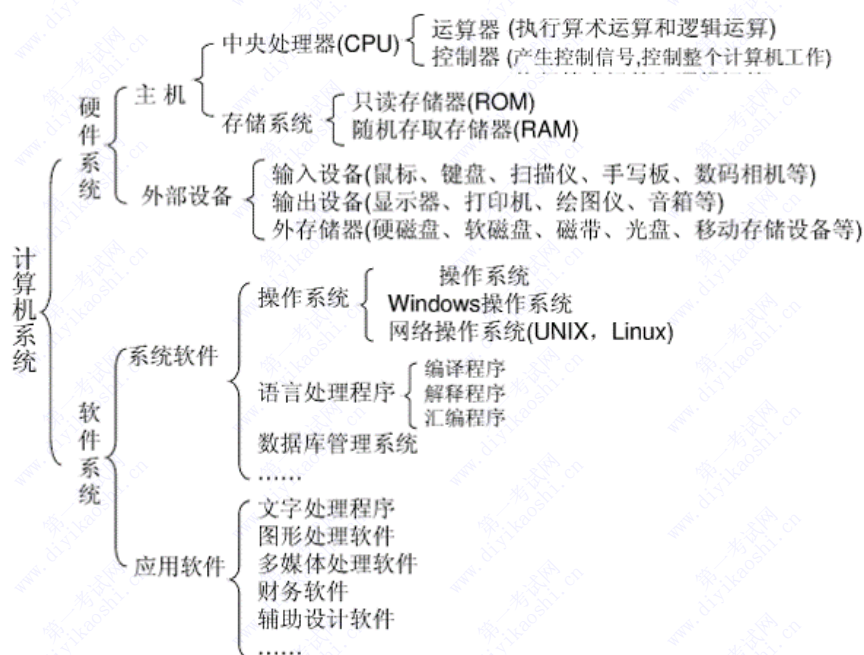 计算机系统
硬件系统
主机
中央处理器(CPU)
运算器 (执行算术运算和逻辑运算)
控制器 (产生控制信号,控制整个计算机工作)
存储系统
只读存储器(ROM)
随机存取存储器(RAM)
外部设备
输入设备(鼠标、键盘、扫描仪、手写板、数码相机等)
输出设备(显示器、打印机、绘图仪、音箱等)
外存储器(硬磁盘、软磁盘、磁带、光盘、移动存储设备等)
软件系统
系统软件
操作系统
操作系统
Windows操作系统
网络操作系统(UNIX，Linux)
语言处理程序
编译程序
解释程序
汇编程序
数据库管理系统
……
应用软件
文字处理程序
图形处理软件
多媒体处理软件
财务软件
辅助设计软件
……
第一考试网
www.diyikaoshi.cn